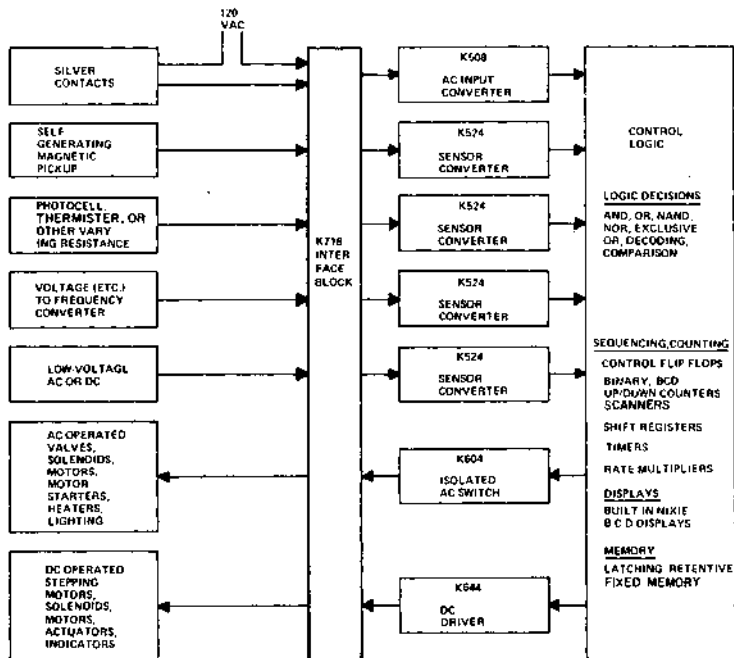 120
VAC
SILVER
CONTACTS
SELF
GENERATING
MAGNETIC
PICKUP
PHOTOCELL,
THERMISTER, OR
OTHER VARY
ING RESISTANCE
VOLTAGE (ETC.)
TO FREQUENCY
CONVERTER
LOW-VOLTAGE
AC OR DC
AC OPERATED
VALVES,
SOLENOIDS,
MOTORS,
MOTOR
STARTERS,
HEATERS,
LIGHTING
DC OPERATED
STEPPING
MOTORS,
SOLENOIDS,
MOTORS,
ACTUATORS,
INDICATORS
K716
INTER
FACE
BLOCK
K508
AC INPUT
CONVERTER
K524
SENSOR
CONVERTER
K524
SENSOR
CONVERTER
K524
SENSOR
CONVERTER
K524
SENSOR
CONVERTER
K604
ISOLATED
AC SWITCH
K644
DC
DRIVER
CONTROL
LOGIC
LOGIC DECISIONS
AND, OR, NAND,
NOR, EXCLUSIVE
OR, DECODING,
COMPARISON
SEQUENCING, COUNTING
CONTROL FLIP FLOPS
BINARY, BCD
UP/DOWN COUNTERS
SCANNERS
SHIFT REGISTERS
TIMERS
RATE MULTIPLIERS
DISPLAYS
BUILT IN NIXIE
B C D DISPLAYS
MEMORY
LATCHING RETENTIVE
FIXED MEMORY